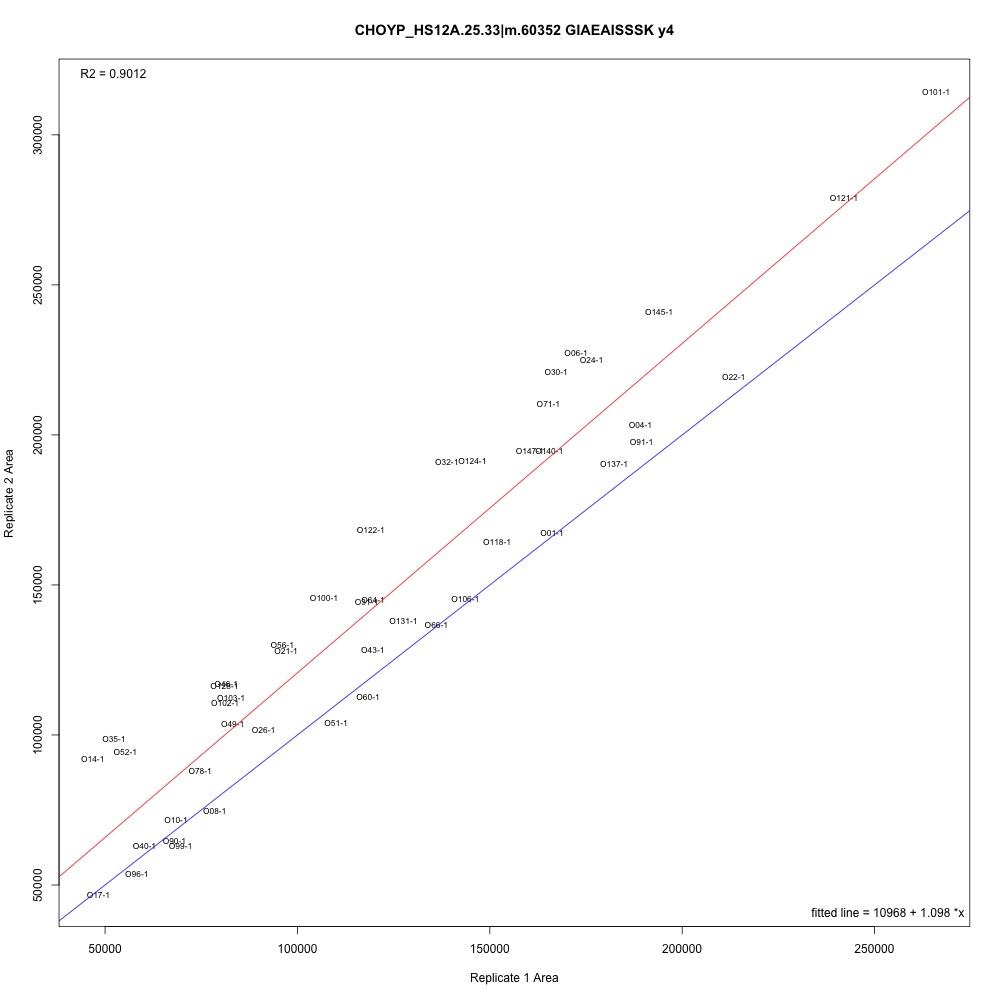 CHOYP_HS12A.25.33|m.60352 GIAEAISSSK y4
R2 = 0.9012
O101-1
300000
O121-1
250000
O145-1
O06-1
O24-1
O30-1
O22-1
O71-1
O04-1
200000
O91-1
O147-1
O140-1
O32-1
O124-1
O137-1
Replicate 2 Area
O122-1
O01-1
O118-1
150000
O100-1
O64-1
O106-1
O131-1
O66-1
O56-1
O21-1
O43-1
O46-1
O103-1
O60-1
O102-1
O49-1
O51-1
O26-1
100000
O35-1
O52-1
O14-1
O78-1
O08-1
O10-1
O90-1
O40-1
O99-1
O96-1
50000
O17-1
fitted line = 10968 + 1.098 *x
50000 100000 150000 200000 250000
Replicate 1 Area